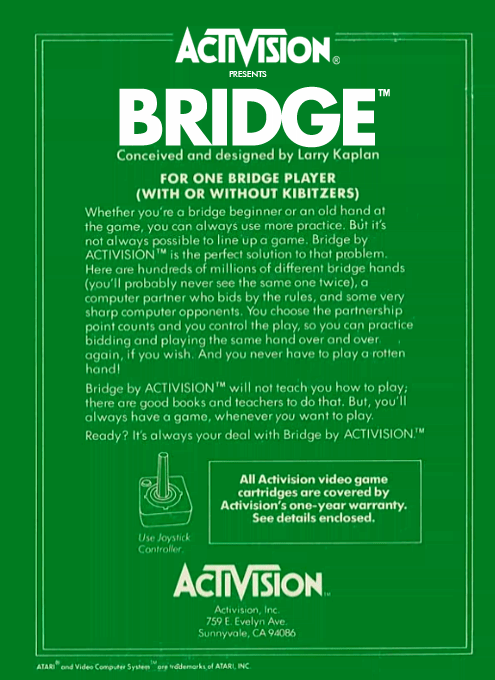 ACTIVISION®
PRESENTS
BRIDGE™
Conceived and designed by Larry Kaplan
FOR ONE BRIDGE PLAYER
(WITH OR WITHOUT KIBITZERS)
Whether you're a bridge beginner or an old hand at
the game, you can always use more practice. But it's
not always possible to line up a game. Bridge by
ACTIVISION™ is the perfect solution to that problem.
Here are hundreds of millions of different bridge hands
(you'll probably never see the same one twice), a
computer partner who bids by the rules, and some very
sharp computer opponents. You choose the partnership
point counts and you control the play, so you can practice
bidding and playing the same hand over and over
again, if you wish. And you never have to play a rotten
hand!
Bridge by ACTIVISION™ will not teach you how to play;
there are good books and teachers to do that. But, you'll
always have a game, whenever you want to play.
Ready? It's always your deal with Bridge by ACTIVISION.™
All Activision video game
cartridges are covered by
Activision's one-year warranty.
See details enclosed.
Use Joystick
Controller.
ACTIVISION™
Activision, Inc.
759 E. Evelyn Ave.
Sunnyvale, CA 94086
ATARI® and Video Computer System™ are trademarks of ATARI, INC.